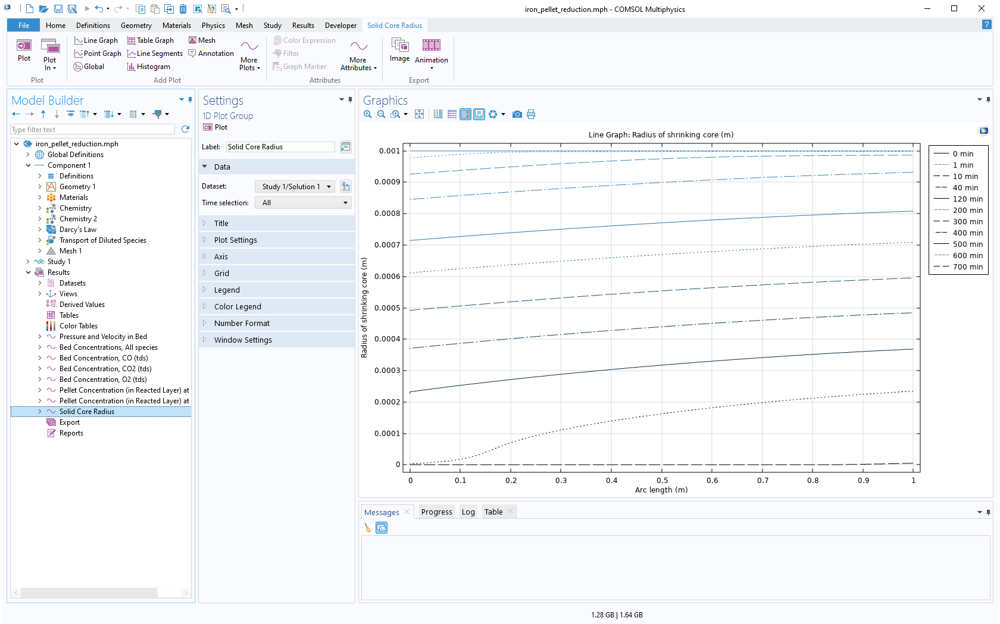 iron_pellet_reduction.mph - COMSOL Multiphysics
File Home Definitions Geometry Materials Physics Mesh Study Results Developer Solid Core Radius ?
Plot
Plot In
Plot
Line Graph
Point Graph
Global
Table Graph
Line Segments
Histogram
Mesh
Annotation
More Plots
Add Plot
Color Expression
Filter
Graph Marker
More Attributes
Attributes
Image
Animation
Export
Model Builder
Type filter text
iron_pellet_reduction.mph
Global Definitions
Component 1
Definitions
Geometry 1
Materials
Chemistry
Chemistry 2
Darcy's Law
Transport of Diluted Species
Mesh 1
Study 1
Results
Datasets
Views
8.85
e-12
Derived Values
Tables
Color Tables
Pressure and Velocity in Bed
Bed Concentrations, All species
Bed Concentration, CO (tds)
Bed Concentration, CO2 (tds)
Bed Concentration, O2 (tds)
Pellet Concentration (in Reacted Layer) at
Pellet Concentration (in Reacted Layer) at
Solid Core Radius
Export
Reports
Settings
1D Plot Group
Plot
Label: Solid Core Radius
Data
Dataset: Study 1/Solution 1
Time selection: All
Title
Plot Settings
Axis
Grid
Legend
Color Legend
Number Format
Window Settings
Graphics
Line Graph: Radius of shrinking core (m)
Radius of shrinking core (m)
0.001
0.0009
0.0008
0.0007
0.0006
0.0005
0.0004
0.0003
0.0002
0.0001
0
0 0.1 0.2 0.3 0.4 0.5 0.6 0.7 0.8 0.9 1
Arc length (m)
0 min
1 min
10 min
40 min
120 min
200 min
300 min
400 min
500 min
600 min
700 min
Messages Progress Log Table
1.28 GB | 1.64 GB